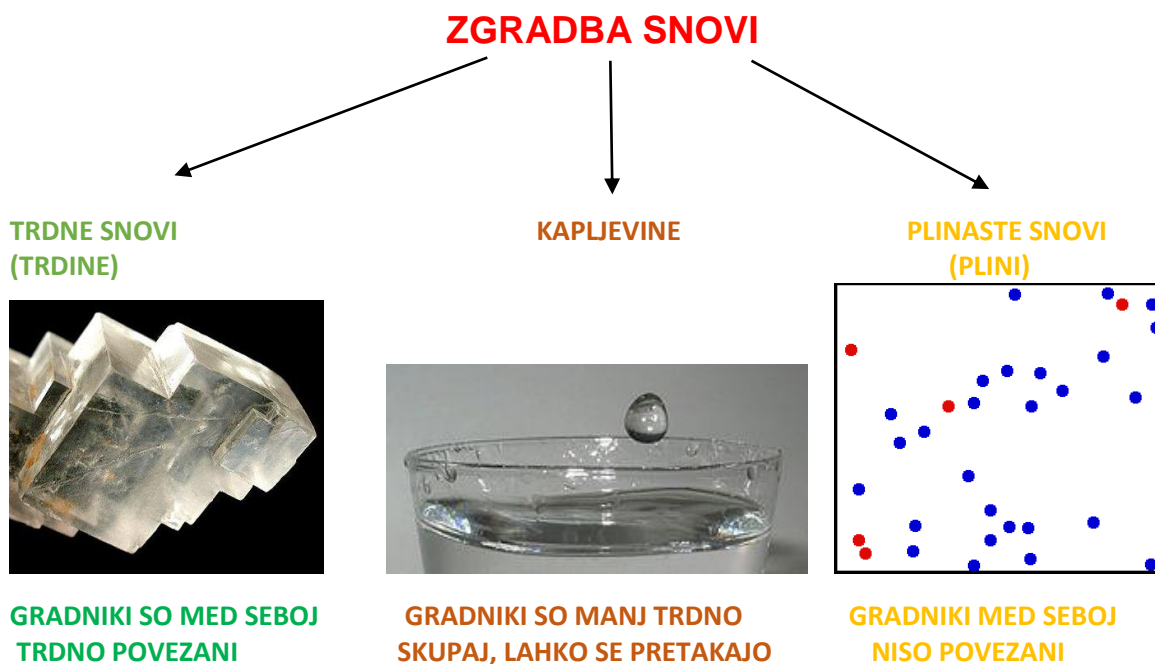 ZGRADBA SNOVI
TRDNE SNOVI
(TRDINE)
KAPLJEVINE
PLINASTE SNOVI
(PLINI)
GRADNIKI SO MED SEBOJ
TRDNO POVEZANI
GRADNIKI SO MANJ TRDNO
SKUPAJ, LAHKO SE PRETAKAJO
GRADNIKI MED SEBOJ
NISO POVEZANI